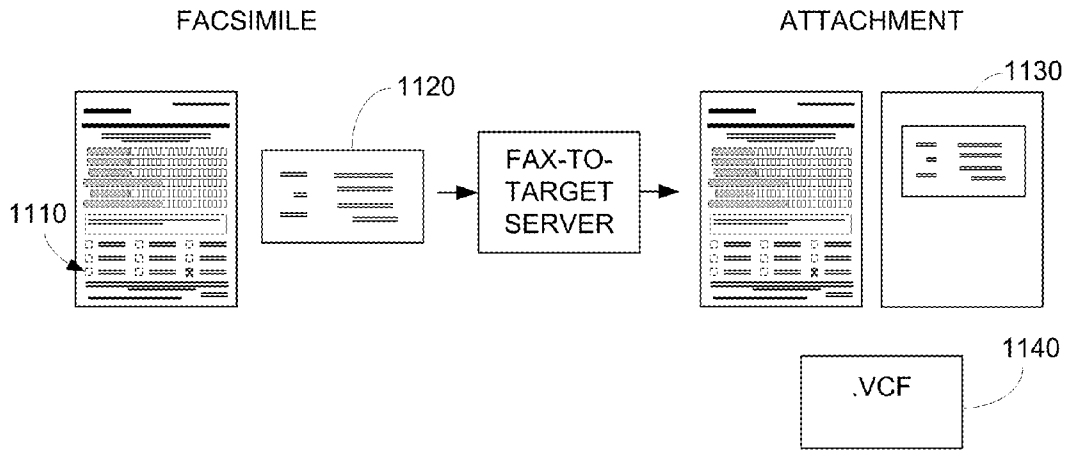 FACSIMILE
ATTACHMENT
1120
1130
1110
FAX-TO-
TARGET
SERVER
1140
.VCF